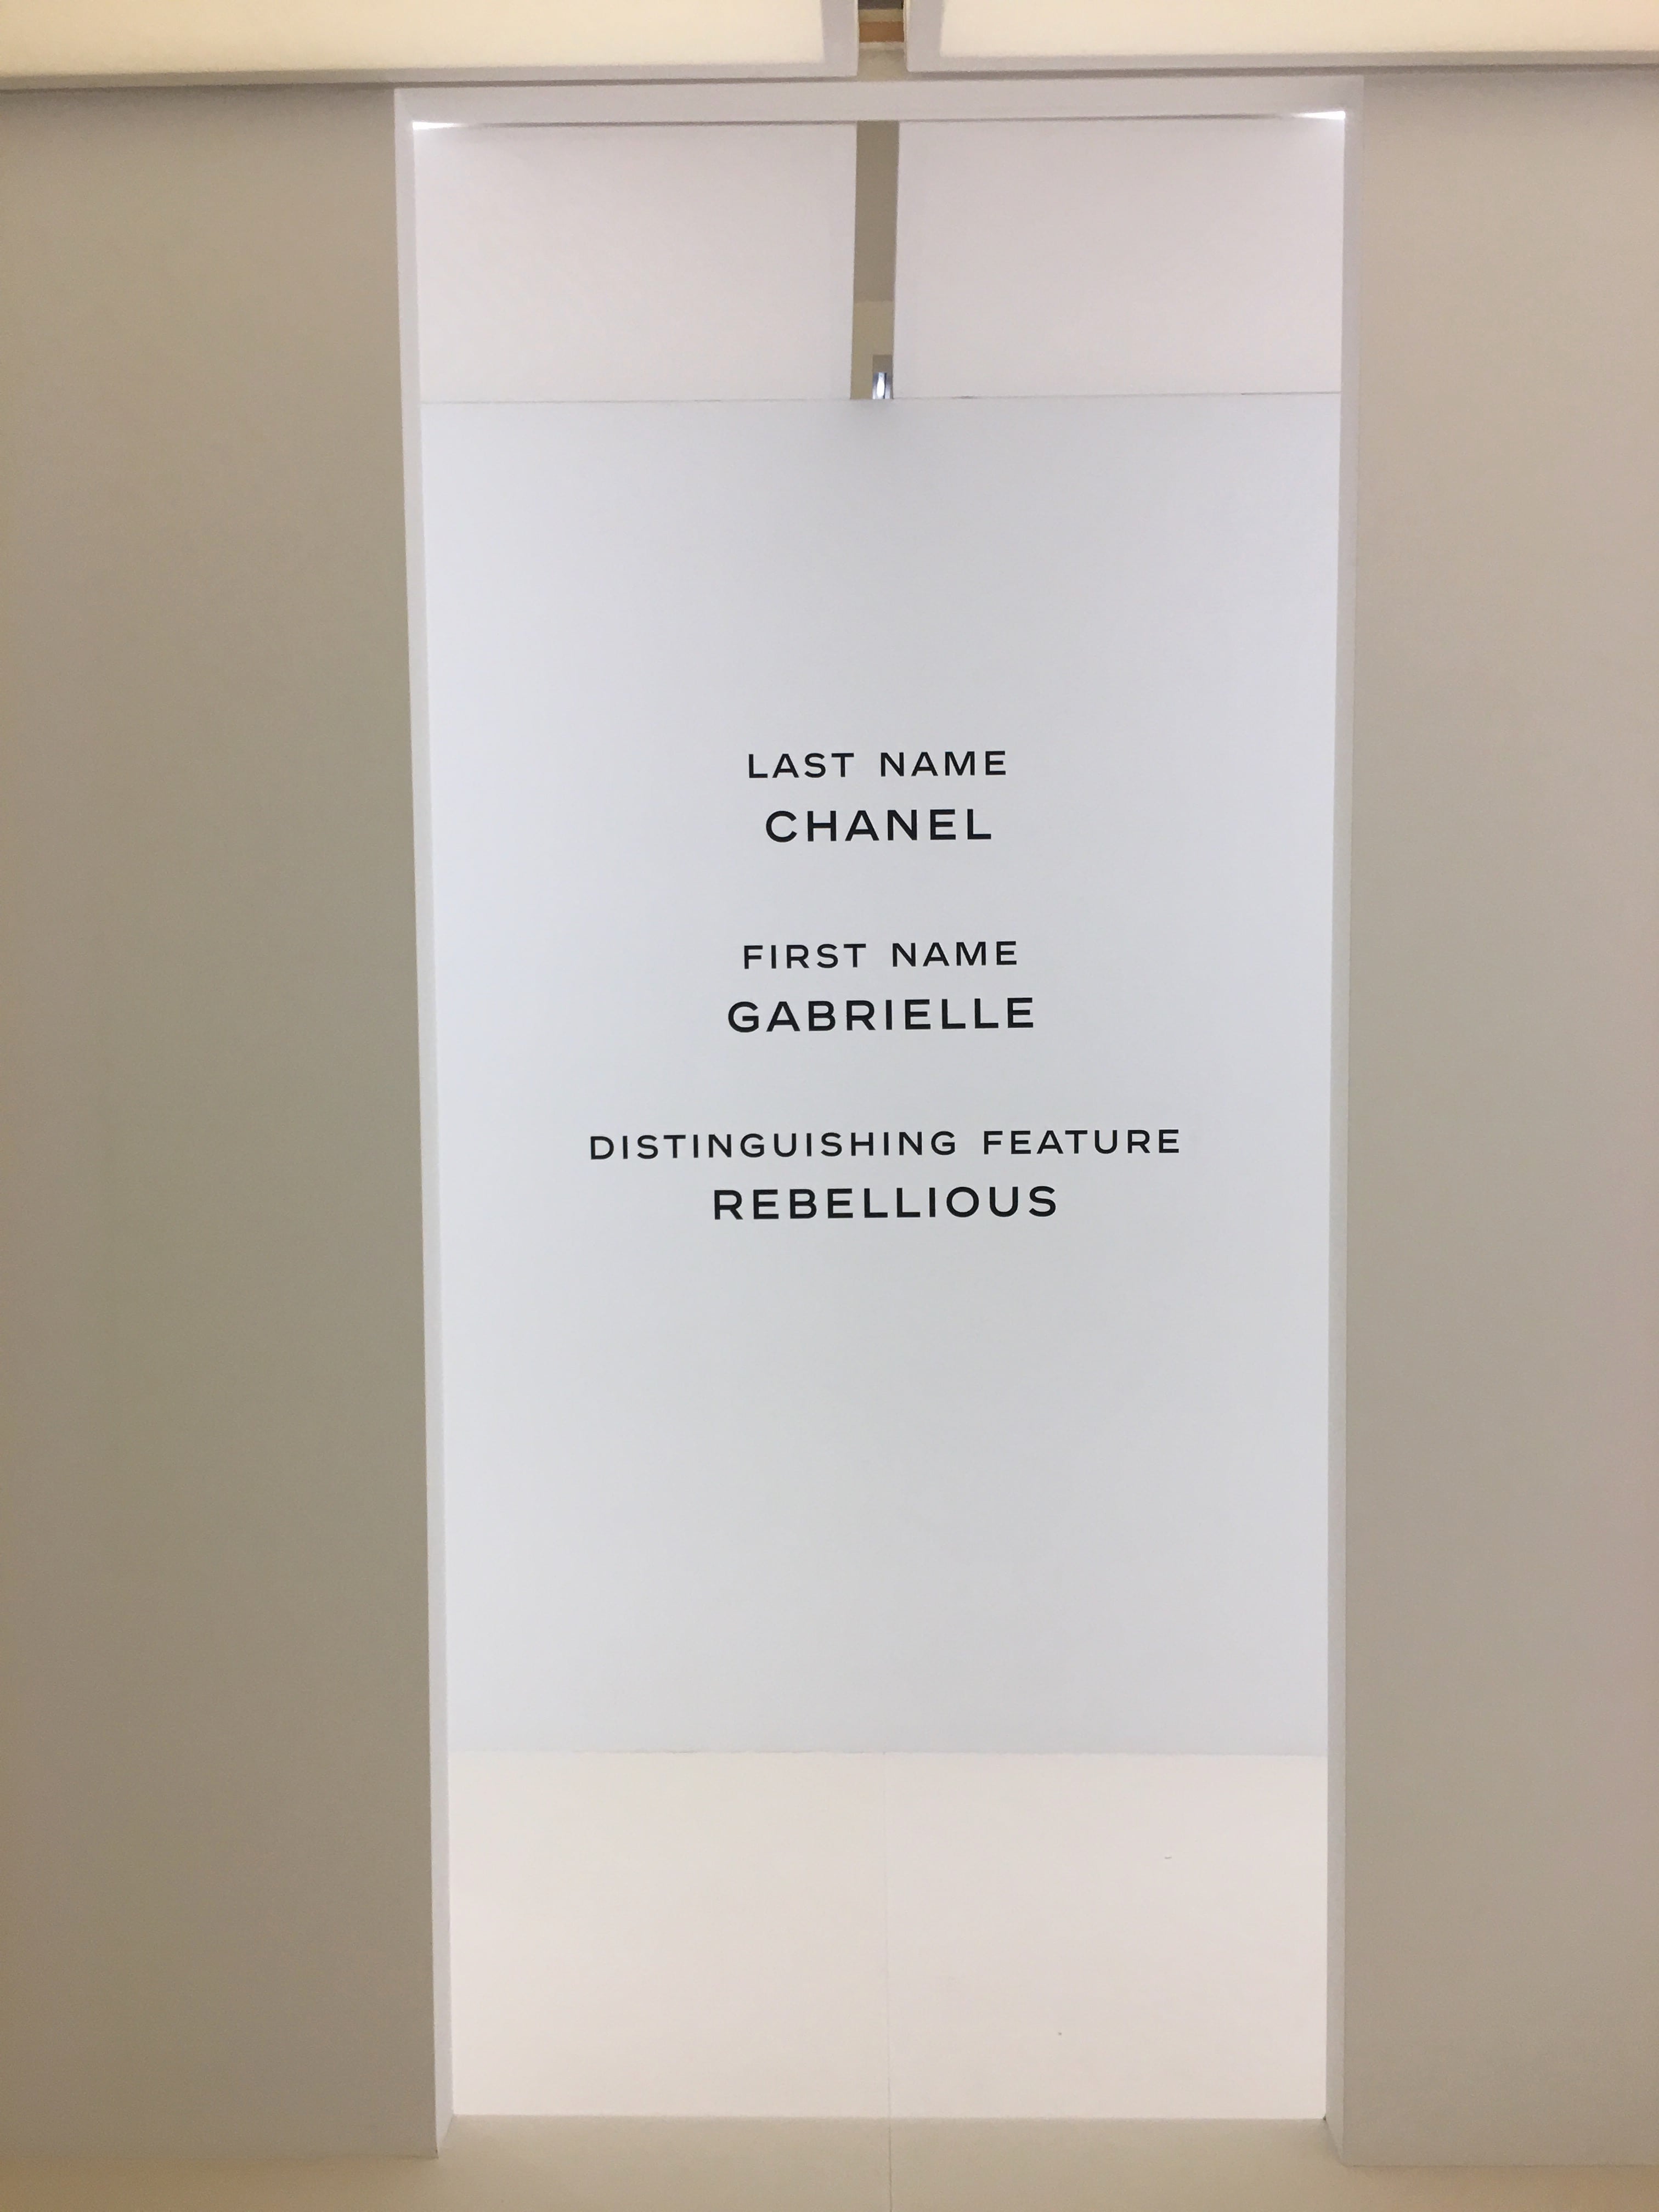 LAST NAME
CHANEL
FIRST NAME
GABRIELLE
DISTINGUISHING FEATURE
REBELLIOUS